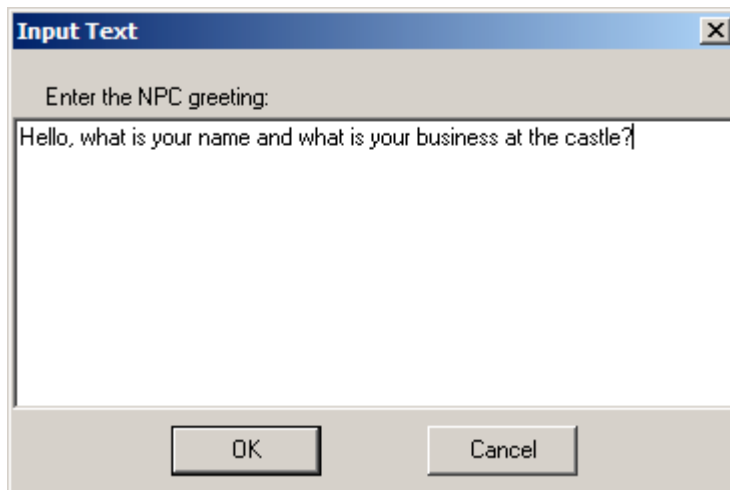 Input Text
Enter the NPC greeting:
Hello, what is your name and what is your business at the castle?
OK
Cancel